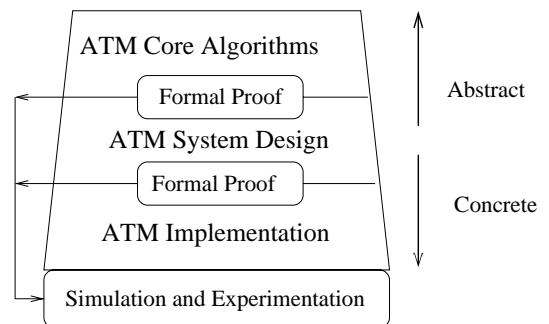 ATM Core Algorithms
Formal Proof
Abstract
ATM System Design
Formal Proof
Concrete
ATM Implementation
Simulation and Experimentation